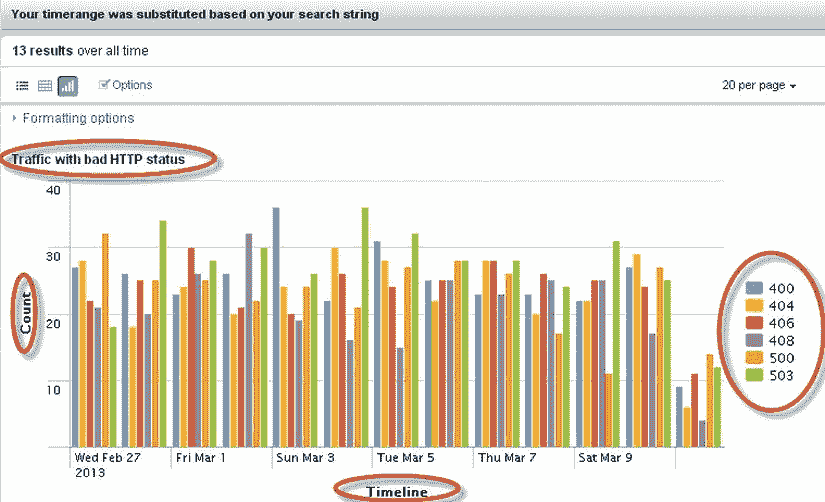 Your timerange was substituted based on your search string
13 results over all time
Options
20 per page
Formatting options
Traffic with bad HTTP status
40
30
20
10
Count
400
404
406
408
500
503
Wed Feb 27
2013
Fri Mar 1
Sun Mar 3
Tue Mar 5
Thu Mar 7
Sat Mar 9
Timeline